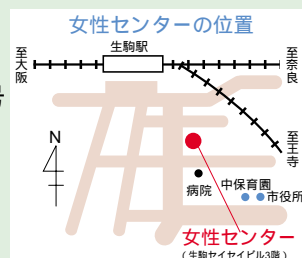 女性センターの位置
生駒駅
至大阪
至奈良
号
N
至王寺
病院
中保育園
市役所
女性センター
(生駒セイセイビル3階)